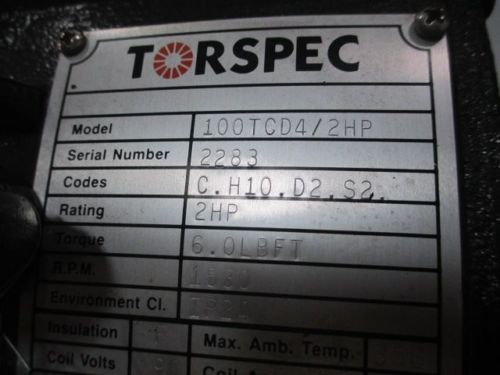 TORSPEC
Model 100TCD4/2HP
Serial Number 2283
Codes C.H10.D2.S2.
Rating 2HP
Torque 6.0LBFT
R.P.M.
Environment Cl. IP21
Insulation Max. Amb. Temp.
Coil Volts